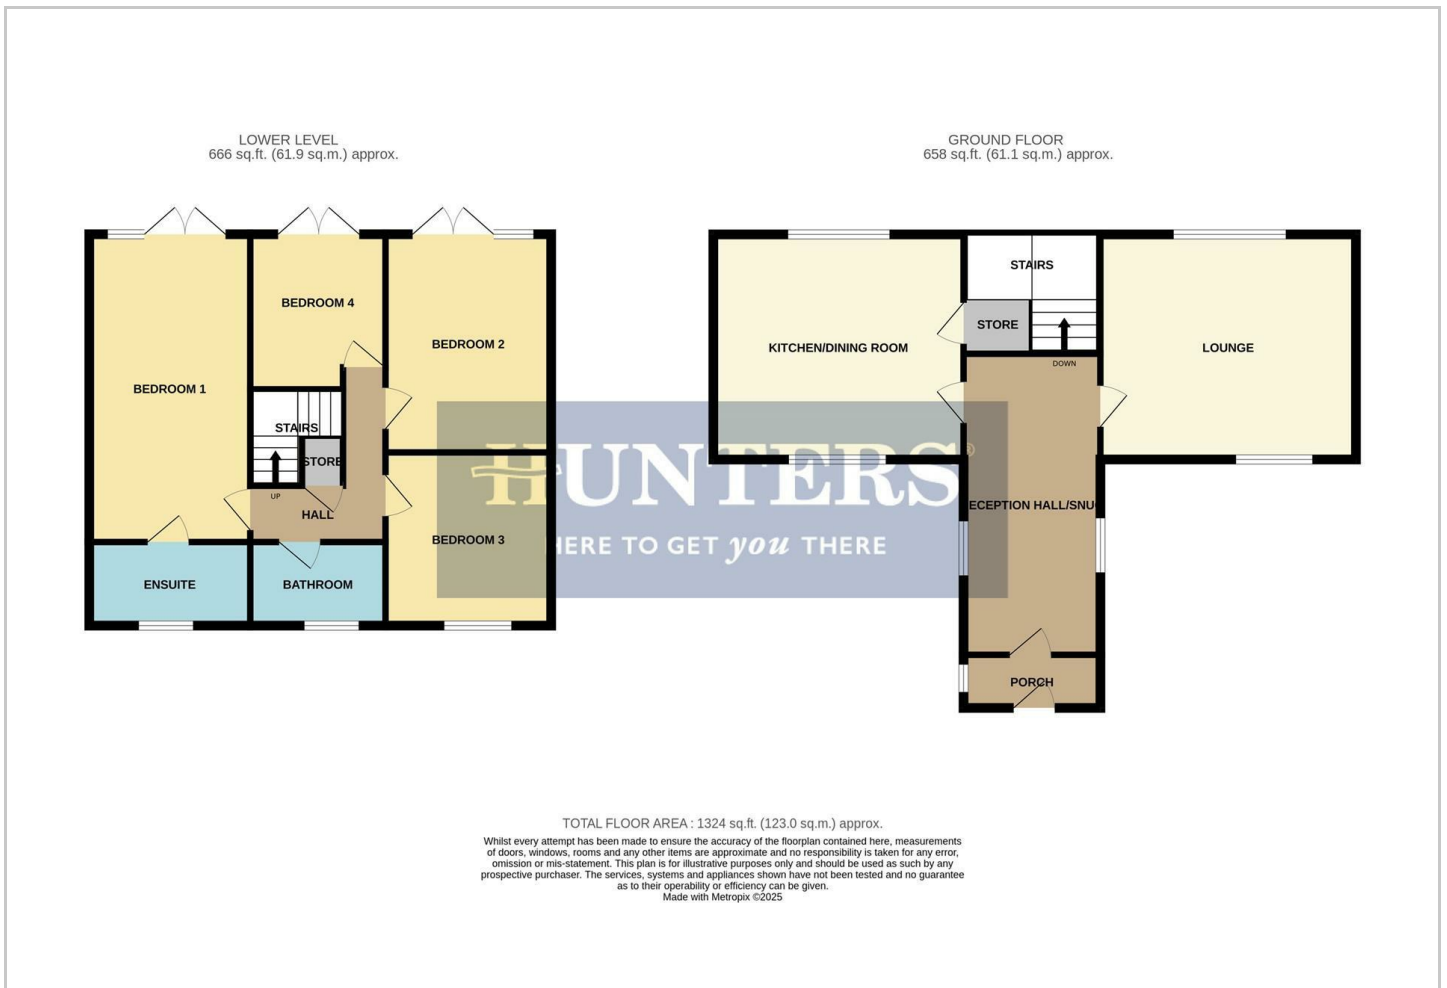 LOWER LEVEL
666 sq.ft. (61.9 sq.m.) approx.
GROUND FLOOR
658 sq.ft. (61.1 sq.m.) approx.
BEDROOM 1
BEDROOM 4
BEDROOM 2
STAIRS
STORE
UP
HALL
BEDROOM 3
ENSUITE
BATHROOM
KITCHEN/DINING ROOM
STAIRS
STORE
DOWN
LOUNGE
ECEPTION HALL/SNU
PORCH
HUNTERS®
HERE TO GET you THERE
TOTAL FLOOR AREA : 1324 sq.ft. (123.0 sq.m.) approx.
Whilst every attempt has been made to ensure the accuracy of the floorplan contained here, measurements
of doors, windows, rooms and any other items are approximate and no responsibility is taken for any error,
omission or mis-statement. This plan is for illustrative purposes only and should be used as such by any
prospective purchaser. The services, systems and appliances shown have not been tested and no guarantee
as to their operability or efficiency can be given.
Made with Metropix ©2025